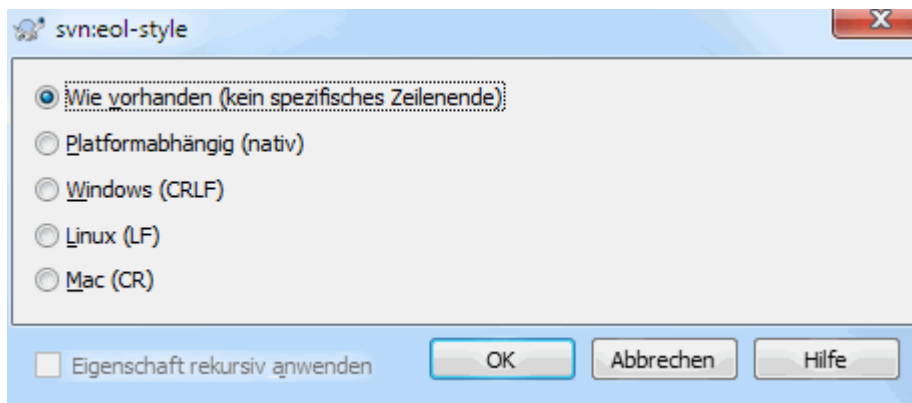 svn:eol-style
Wie vorhanden (kein spezifisches Zeilenende)
Platformabhängig (nativ)
Windows (CRLF)
Linux (LF)
Mac (CR)
Eigenschaft rekursiv anwenden OK Abbrechen Hilfe